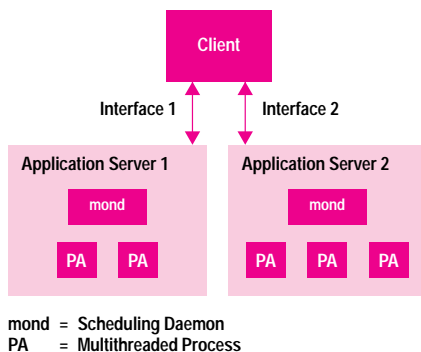 Client
Interface 1
Interface 2
Application Server 1
mond
PA PA
Application Server 2
mond
PA PA PA
mond = Scheduling Daemon
PA = Multithreaded Process